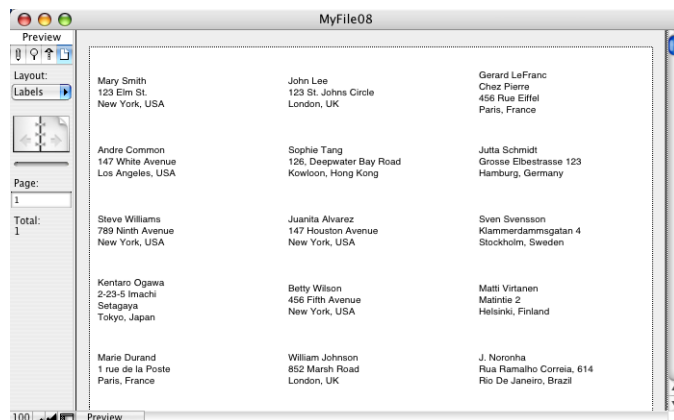 MyFile08
Preview
Layout:
Labels
Page:
1
Total:
1
Mary Smith
123 Elm St.
New York, USA
John Lee
123 St. Johns Circle
London, UK
Gerard LeFranc
Chez Pierre
456 Rue Eiffel
Paris, France
Andre Common
147 White Avenue
Los Angeles, USA
Sophie Tang
126, Deepwater Bay Road
Kowloon, Hong Kong
Jutta Schmidt
Grosse Elbestrasse 123
Hamburg, Germany
Steve Williams
789 Ninth Avenue
New York, USA
Juanita Alvarez
147 Houston Avenue
New York, USA
Sven Svensson
Klammerdammsgatan 4
Stockholm, Sweden
Kentaro Ogawa
2-23-5 Imachi
Setagaya
Tokyo, Japan
Betty Wilson
456 Fifth Avenue
New York, USA
Matti Virtanen
Matintie 2
Helsinki, Finland
Marie Durand
1 rue de la Poste
Paris, France
William Johnson
852 Marsh Road
London, UK
J. Noronha
Rua Ramalho Correia, 614
Rio De Janeiro, Brazil
100
Preview